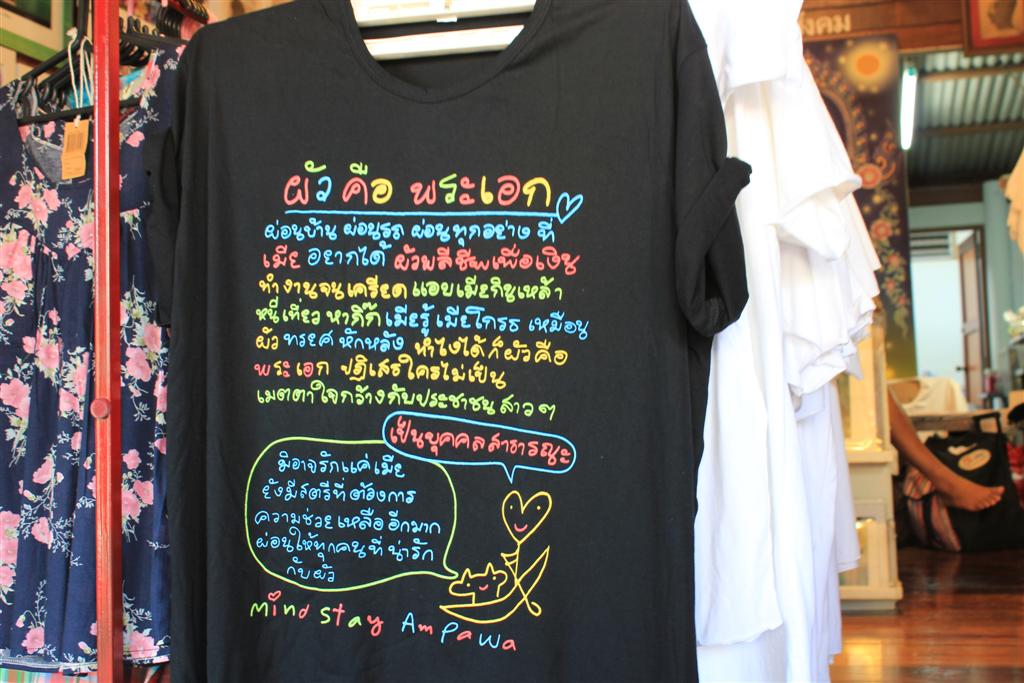 ังคม
ผัว คือ พระเอก
ผ่อนบ้าน ผ่อนรถ ผ่อนทุกอย่าง ที่
เมีย อยากได้ ผัวพลีชีพเพื่อเงิน
ทำงานจนเครียด แอบเมียกินเหล้า
หนีเที่ยว หากิ๊ก เมียรู้ เมียโกรธ เหมือน
ผัว ทรยศ หักหลัง ทำไงได้ก็ผัวคือ
พระเอก ปฏิเสธใครไม่เป็น
เมตตาใจกว้างกับประชาชน สาวๆ
เป็นบุคคลสาธารณะ
มิอาจรักแค่เมีย
ยังมีสตรีที่ต้องการ
ความช่วยเหลืออีกมาก
ผ่อนให้ทุกคนที่น่ารัก
กับผัว
mind stay AmPawa